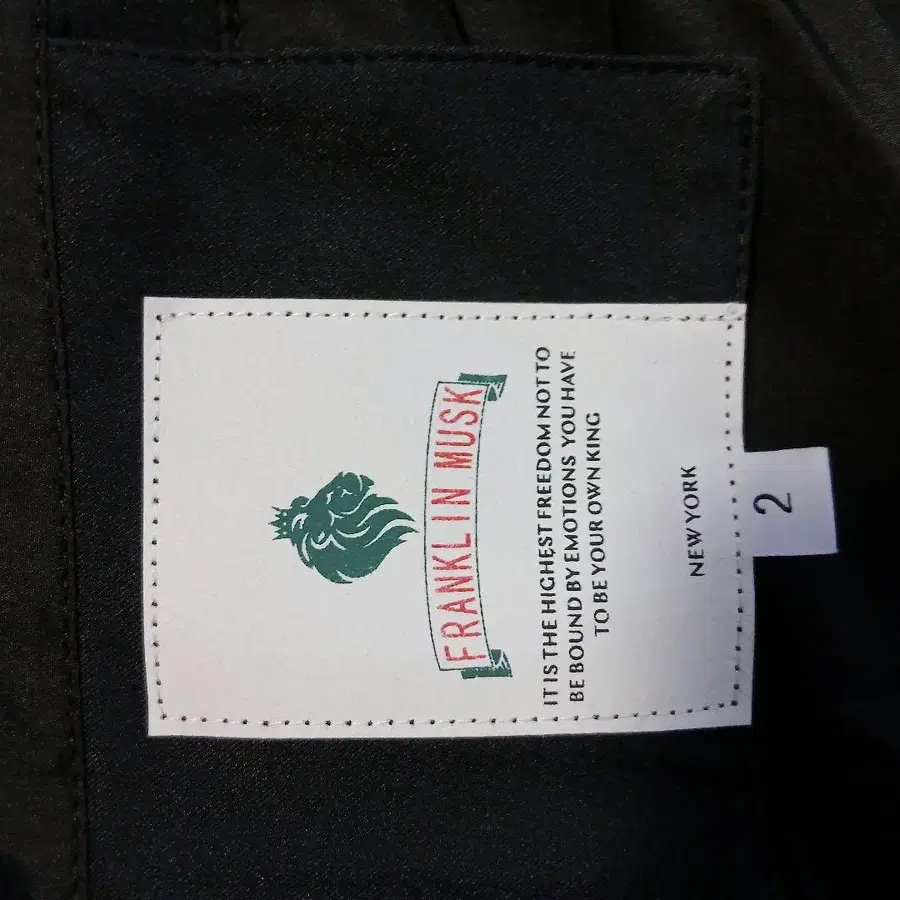 FRANKLIN MUSK
IT IS THE HIGHEST FREEDOM NOT TO
BE BOUND BY EMOTIONS YOU HAVE
TO BE YOUR OWN KING
NEW YORK
2